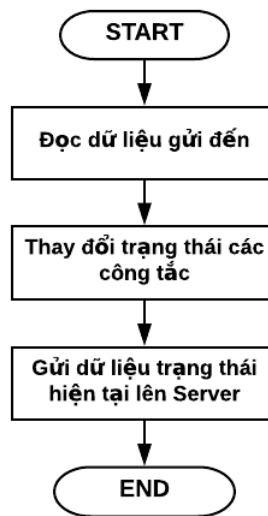 START
Đọc dữ liệu gửi đến
Thay đổi trạng thái các
công tắc
Gửi dữ liệu trạng thái
hiện tại lên Server
END